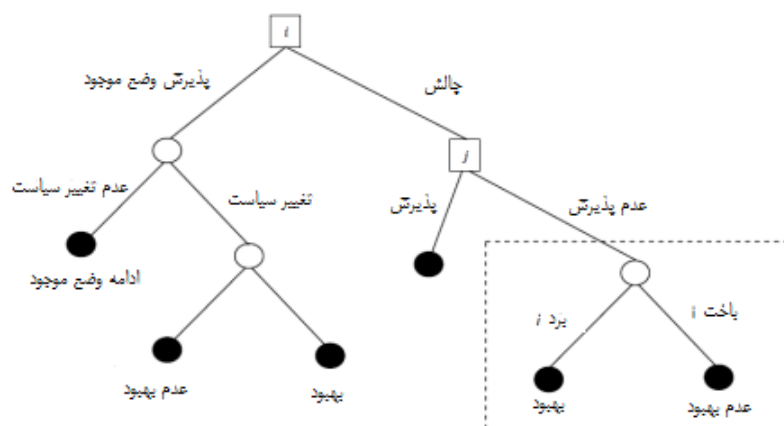 i
پذیرش وضع موجود
چالش
j
عدم تغییر سیاست
تغییر سیاست
پذیرش
عدم پذیرش
ادامه وضع موجود
برد i
باخت i
عدم بهبود
بهبود
بهبود
عدم بهبود